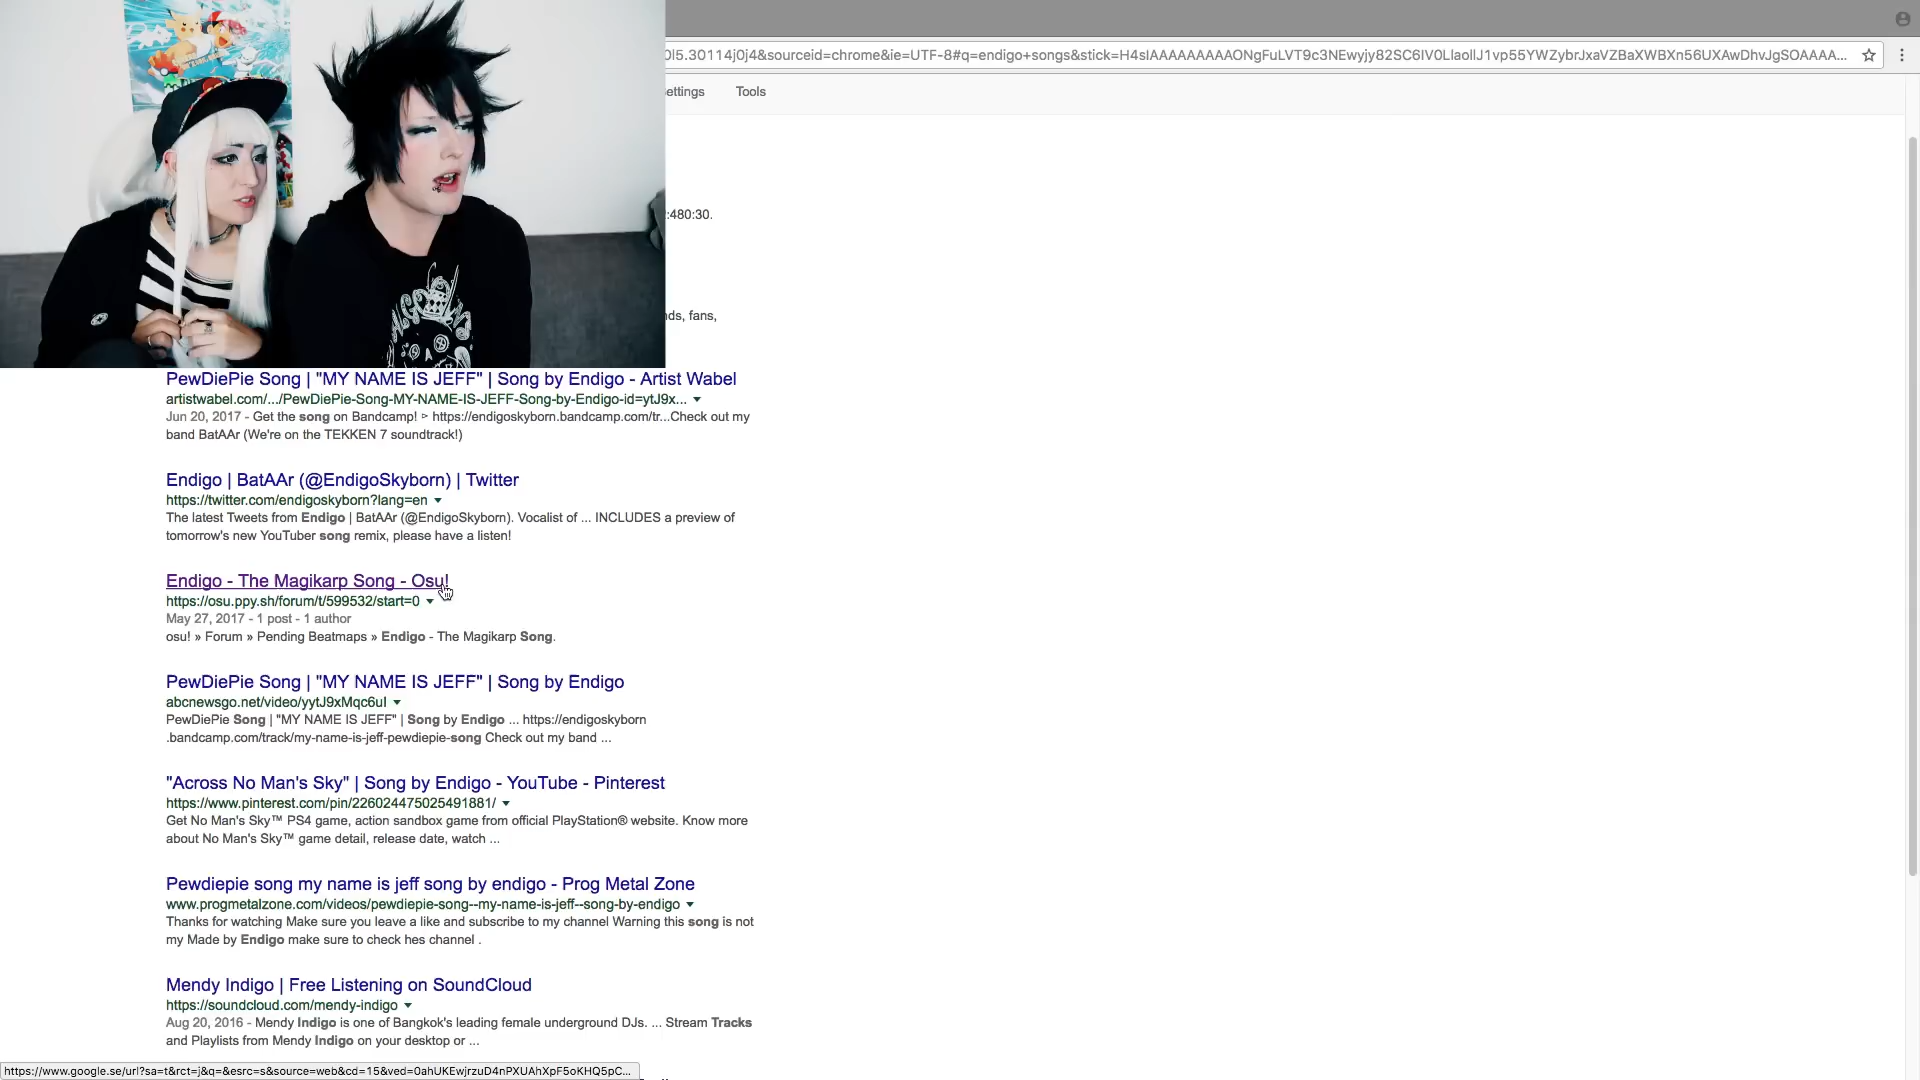 0l5.30114j0j4&sourceid=chrome&ie=UTF-8#q=endigo+songs&stick=H4sIAAAAAAAAAONgFuLVT9c3NEwyjy82SC6IV0LlaollJ1vp55YWZybrJxaVZBaXWBXn56UXAwDhvJgSOAAAA...
ettings Tools
:480:30.
ds, fans,
PewDiePie Song | "MY NAME IS JEFF" | Song by Endigo - Artist Wabel
artistwabel.com/.../PewDiePie-Song-MY-NAME-IS-JEFF-Song-by-Endigo-id=ytJ9x...
Jun 20, 2017 - Get the song on Bandcamp! ▻ https://endigoskyborn.bandcamp.com/tr...Check out my
band BatAAr (We're on the TEKKEN 7 soundtrack!)
Endigo | BatAAr (@EndigoSkyborn) | Twitter
https://twitter.com/endigoskyborn?lang=en
The latest Tweets from Endigo | BatAAr (@EndigoSkyborn). Vocalist of ... INCLUDES a preview of
tomorrow's new YouTuber song remix, please have a listen!
Endigo - The Magikarp Song - Osu!
https://osu.ppy.sh/forum/t/599532/start=0
May 27, 2017 - 1 post - 1 author
osu! » Forum » Pending Beatmaps » Endigo - The Magikarp Song.
PewDiePie Song | "MY NAME IS JEFF" | Song by Endigo
abcnewsgo.net/video/yytJ9xMqc6uI
PewDiePie Song | "MY NAME IS JEFF" | Song by Endigo ... https://endigoskyborn
.bandcamp.com/track/my-name-is-jeff-pewdiepie-song Check out my band ...
"Across No Man's Sky" | Song by Endigo - YouTube - Pinterest
https://www.pinterest.com/pin/226024475025491881/
Get No Man's Sky™ PS4 game, action sandbox game from official PlayStation® website. Know more
about No Man's Sky™ game detail, release date, watch ...
Pewdiepie song my name is jeff song by endigo - Prog Metal Zone
www.progmetalzone.com/videos/pewdiepie-song--my-name-is-jeff--song-by-endigo
Thanks for watching Make sure you leave a like and subscribe to my channel Warning this song is not
my Made by Endigo make sure to check hes channel .
Mendy Indigo | Free Listening on SoundCloud
https://soundcloud.com/mendy-indigo
Aug 20, 2016 - Mendy Indigo is one of Bangkok's leading female underground DJs. ... Stream Tracks
and Playlists from Mendy Indigo on your desktop or ...
https://www.google.se/url?sa=t&rct=j&q=&esrc=s&source=web&cd=15&ved=0ahUKEwjrzuD4nPXUAhXpF5oKHQ5pC...